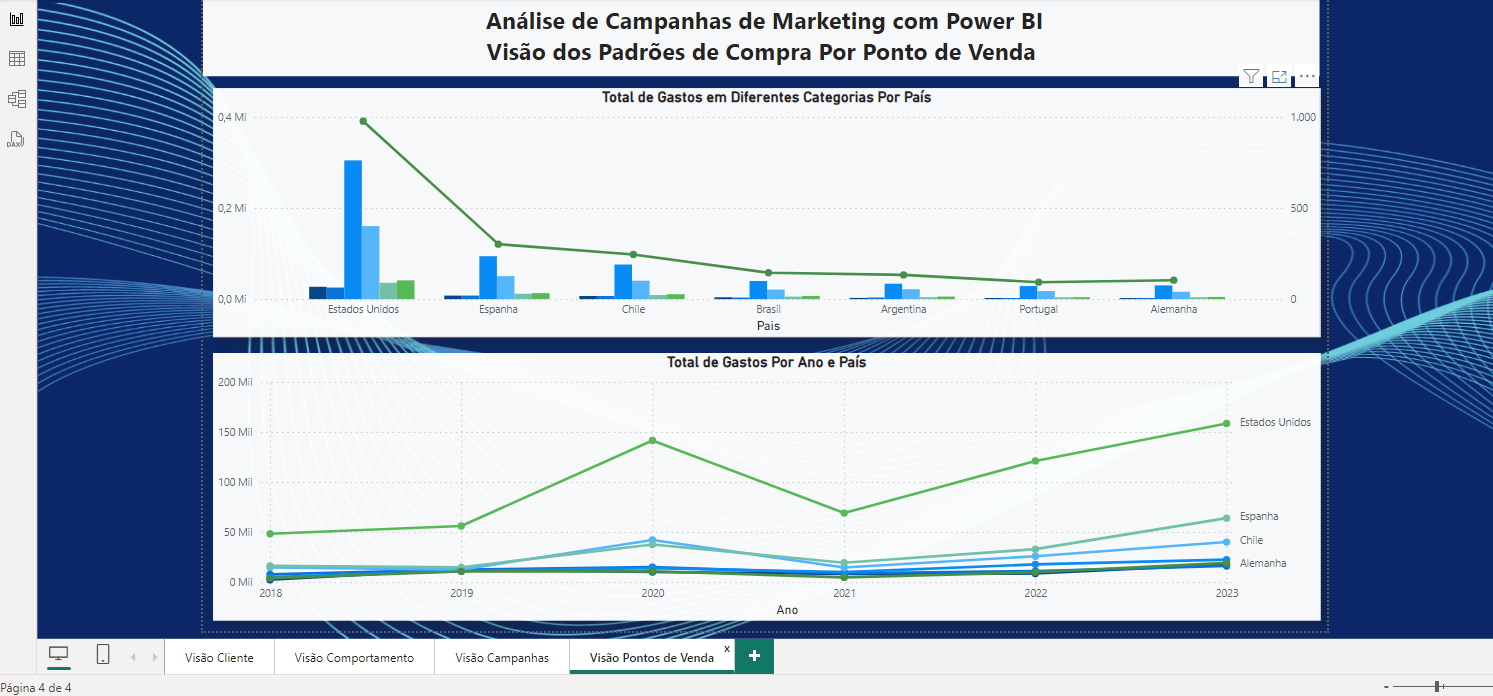 Análise de Campanhas de Marketing com Power BI
Visão dos Padrões de Compra Por Ponto de Venda
Total de Gastos em Diferentes Categorias Por País
0,4 Mi
1.000
0,2 Mi
500
0,0 Mi
0
Estados Unidos Espanha Chile Brasil Argentina Portugal Alemanha
Pais
Total de Gastos Por Ano e País
200 Mil
150 Mil
Estados Unidos
100 Mil
Espanha
50 Mil
Chile
Alemanha
0 Mil
2018 2019 2020 2021 2022 2023
Ano
DAX
Visão Cliente Visão Comportamento Visão Campanhas Visão Pontos de Venda x +
Página 4 de 4